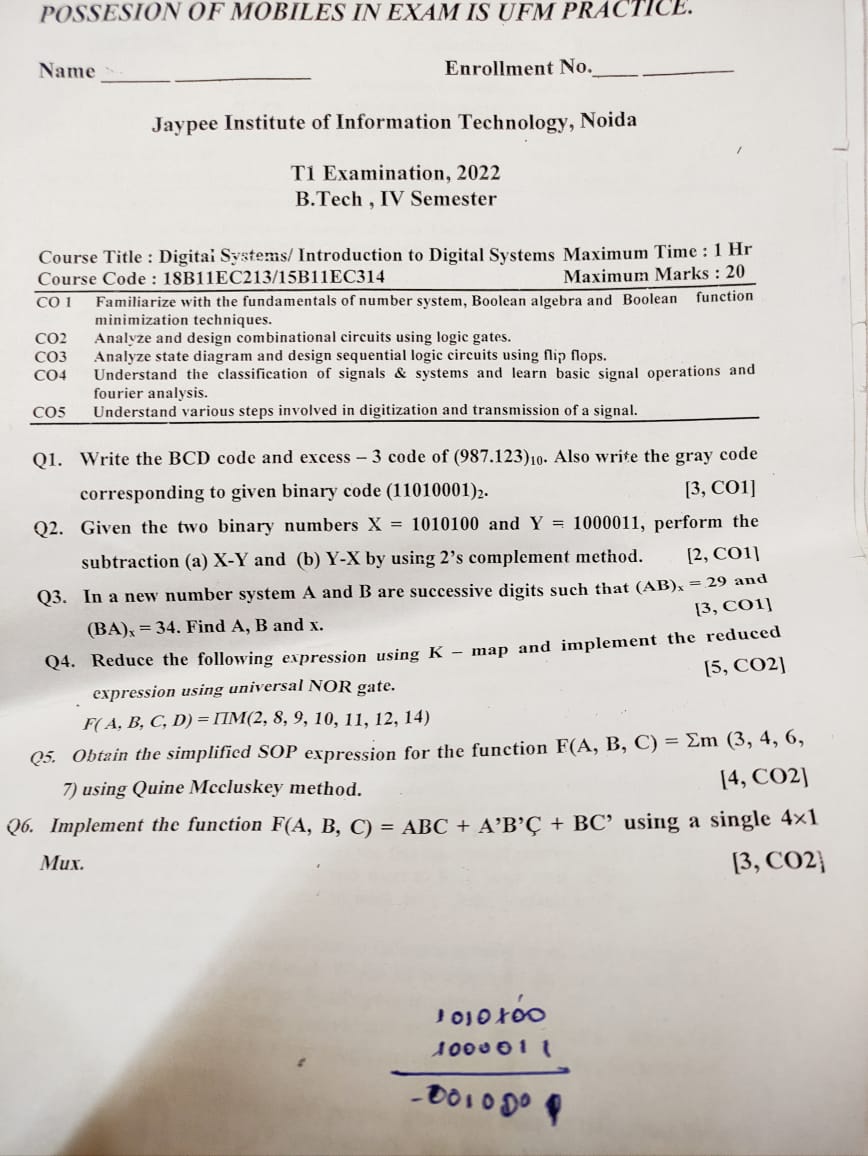 POSSESION OF MOBILES IN EXAM IS UFM PRACTICE.
Name ______ ____________ Enrollment No.____ ________
Jaypee Institute of Information Technology, Noida
T1 Examination, 2022
B.Tech , IV Semester
Course Title : Digital Systems/ Introduction to Digital Systems Maximum Time : 1 Hr
Course Code : 18B11EC213/15B11EC314 Maximum Marks : 20
CO 1 Familiarize with the fundamentals of number system, Boolean algebra and Boolean function
minimization techniques.
CO2 Analyze and design combinational circuits using logic gates.
CO3 Analyze state diagram and design sequential logic circuits using flip flops.
CO4 Understand the classification of signals & systems and learn basic signal operations and
fourier analysis.
CO5 Understand various steps involved in digitization and transmission of a signal.
Q1. Write the BCD code and excess – 3 code of (987.123)₁₀. Also write the gray code
corresponding to given binary code (11010001)₂. [3, CO1]
Q2. Given the two binary numbers X = 1010100 and Y = 1000011, perform the
subtraction (a) X-Y and (b) Y-X by using 2's complement method. [2, CO1]
Q3. In a new number system A and B are successive digits such that (AB)ₓ = 29 and
(BA)ₓ = 34. Find A, B and x. [3, CO1]
Q4. Reduce the following expression using K – map and implement the reduced
expression using universal NOR gate. [5, CO2]
F( A, B, C, D) = ΠM(2, 8, 9, 10, 11, 12, 14)
Q5. Obtain the simplified SOP expression for the function F(A, B, C) = Σm (3, 4, 6,
7) using Quine Mccluskey method. [4, CO2]
Q6. Implement the function F(A, B, C) = ABC + A'B'C + BC' using a single 4×1
Mux. [3, CO2]
1010100
1000011